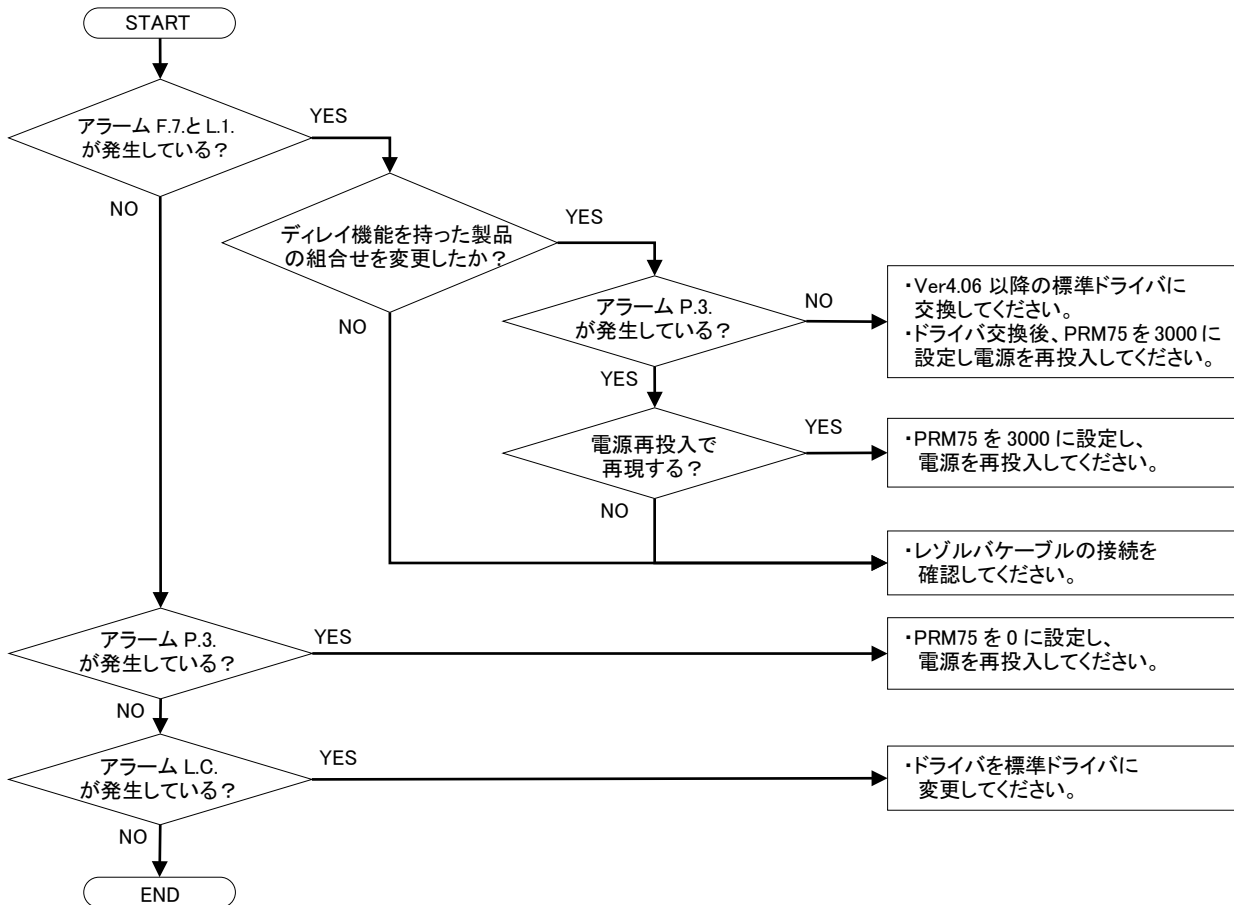 START
アラーム F.7.と L.1.
が発生している?
YES
NO
ディレイ機能を持った製品
の組合せを変更したか?
YES
NO
アラーム P.3.
が発生している?
NO
YES
・Ver4.06 以降の標準ドライバに
交換してください。
・ドライバ交換後、PRM75 を 3000 に
設定し電源を再投入してください。
電源再投入で
再現する?
YES
NO
・PRM75 を 3000 に設定し、
電源を再投入してください。
・レゾルバケーブルの接続を
確認してください。
アラーム P.3.
が発生している?
YES
NO
・PRM75 を 0 に設定し、
電源を再投入してください。
アラーム L.C.
が発生している?
YES
NO
・ドライバを標準ドライバに
変更してください。
END